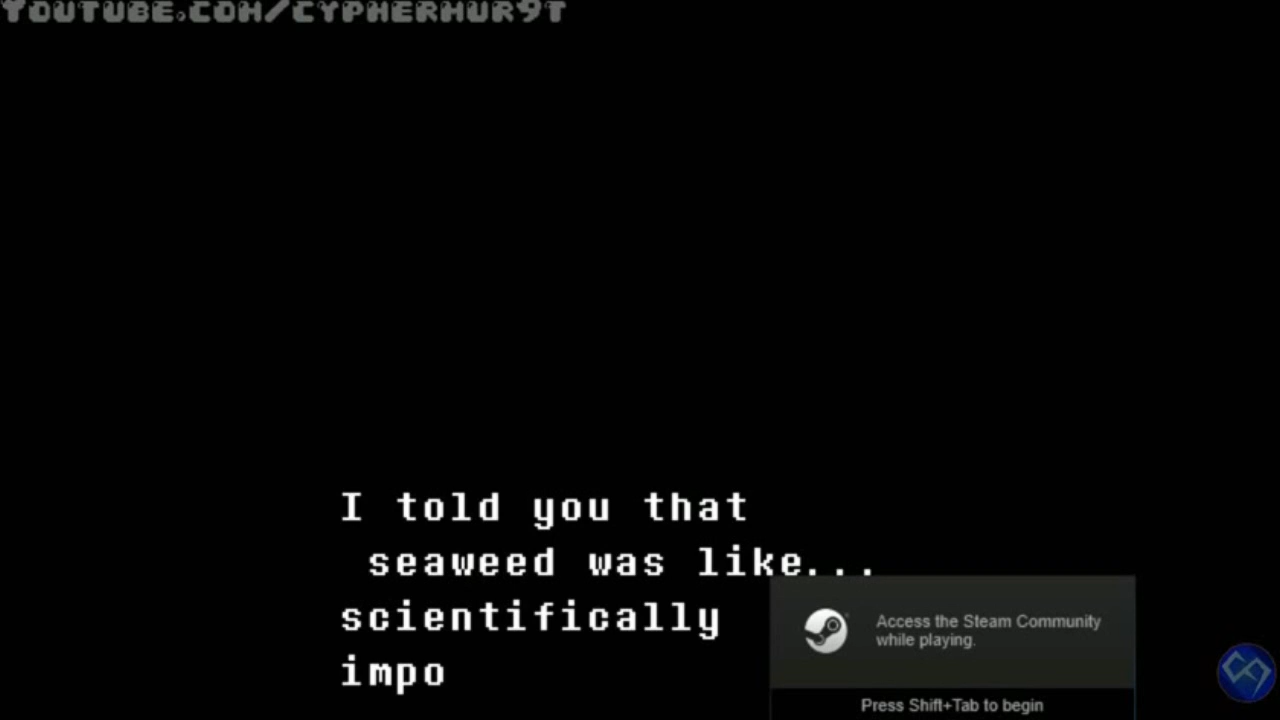 YOUTUBE.COM/CYPHERHUR9T
I told you that
seaweed was like...
scientifically
impo
Access the Steam Community
while playing.
Press Shift+Tab to begin